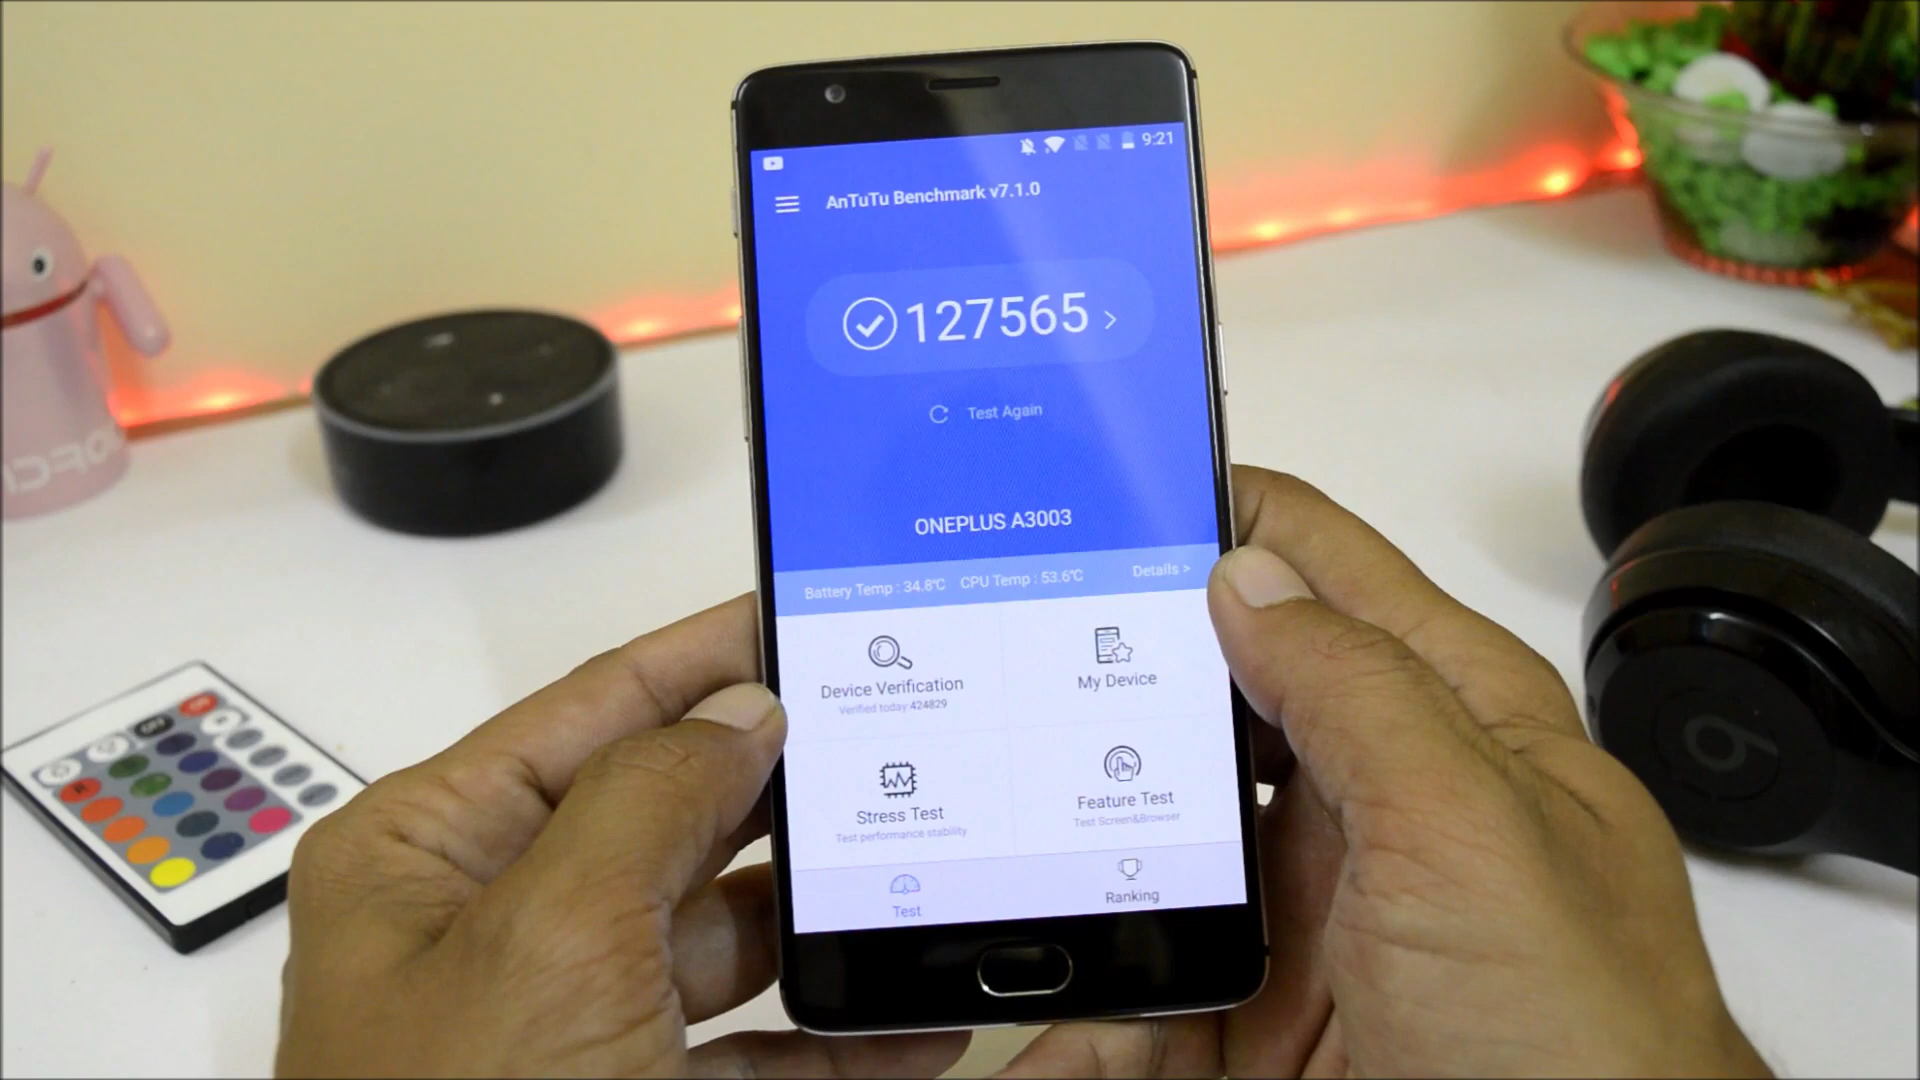 9:21
AnTuTu Benchmark v7.1.0
127565 >
Test Again
ONEPLUS A3003
Battery Temp : 34.8℃ CPU Temp : 53.6℃ Details >
Device Verification
Verified today:424829
My Device
Stress Test
Test performance stability
Feature Test
Test Screen&Browser
Test
Ranking
OFF